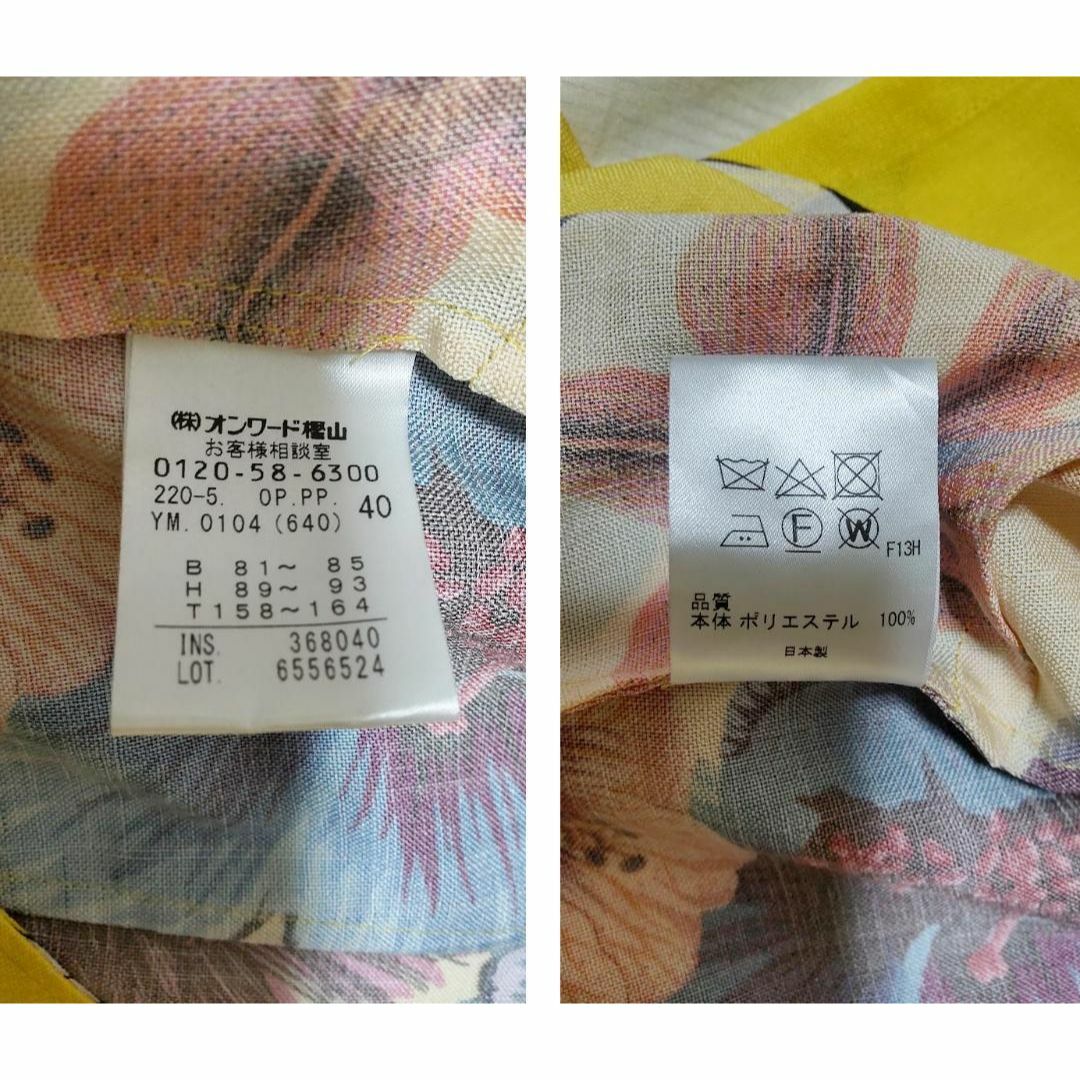 (株)オンワード樫山
お客様相談室
0120-58-6300
220-5. OP.PP. 40
YM. 0104 (640)
B 81~ 85
H 89~ 93
T158~164
INS. 368040
LOT. 6556524
F
W
F13H
品質
本体 ポリエステル 100%
日本製